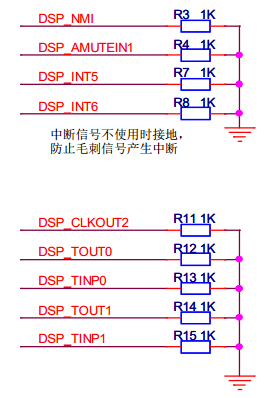 DSP_NMI R3 1K
DSP_AMUTEIN1 R4 1K
DSP_INT5 R7 1K
DSP_INT6 R8 1K
中断信号不使用时接地，
防止毛刺信号产生中断
DSP_CLKOUT2 R11 1K
DSP_TOUT0 R12 1K
DSP_TINP0 R13 1K
DSP_TOUT1 R14 1K
DSP_TINP1 R15 1K